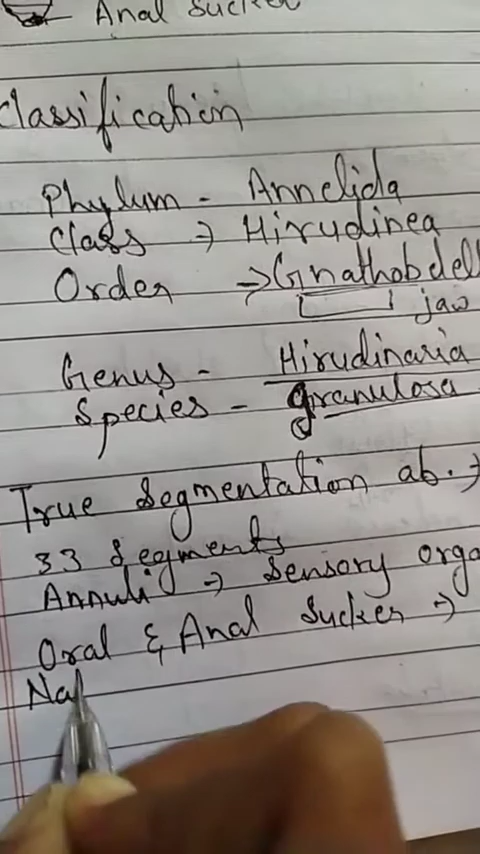 Anal Sucker
Classification
Phylum - Annelida
Class → Hirudinea
Order → Gnathobdell
jaw
Genus - Hirudinaria
Species - granulosa
True Segmentation ab. →
33 Segments
Annuli → Sensory orga
Oral & Anal Sucker →
Na